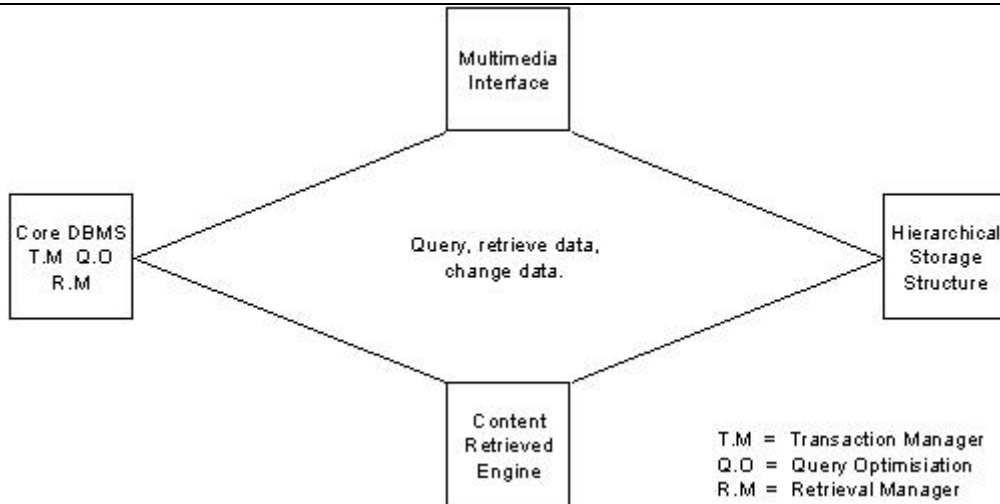 Multimedia
Interface
Core DBMS
T.M Q.O
R.M
Query, retrieve data,
change data.
Hierarchical
Storage
Structure
Content
Retrieved
Engine
T.M = Transaction Manager
Q.O = Query Optimisiation
R.M = Retrieval Manager